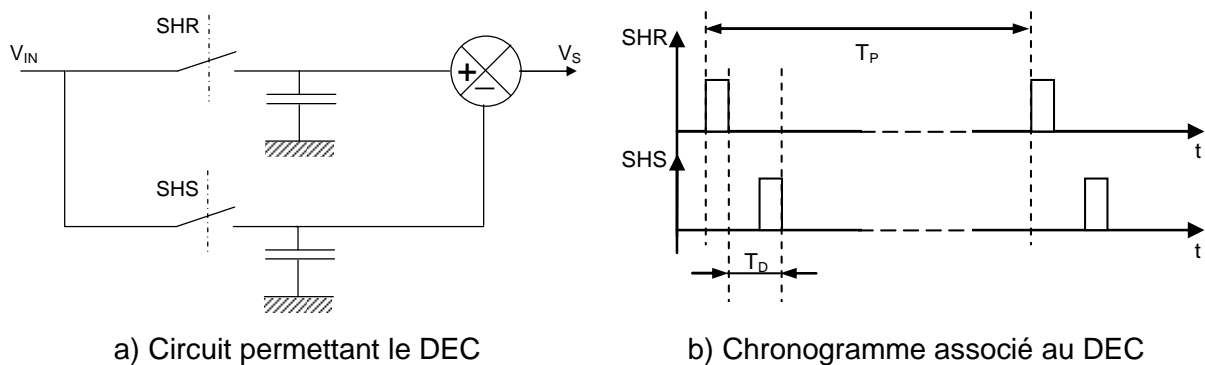 SHR
V_IN
V_S
+
−
SHS
SHR
T_P
t
SHS
t
T_D
a) Circuit permettant le DEC
b) Chronogramme associé au DEC